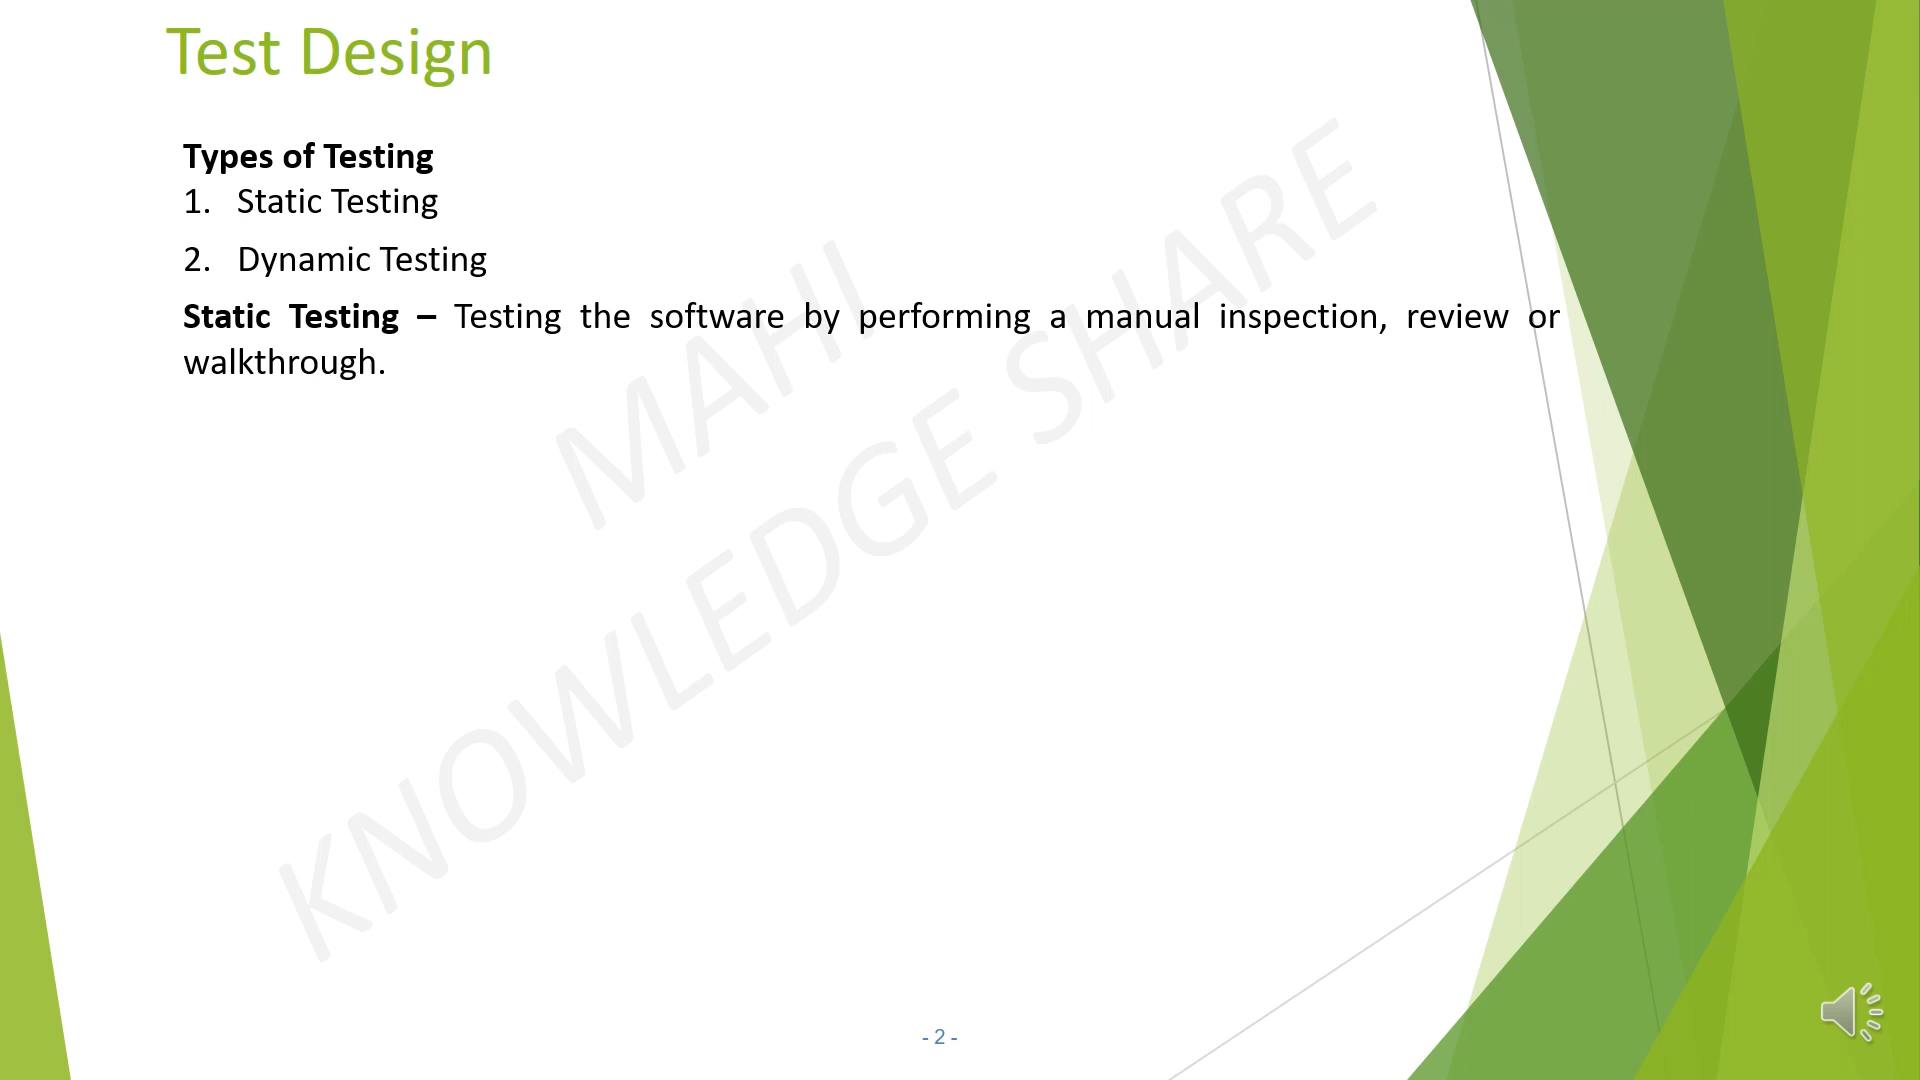 Test Design
Types of Testing
1. Static Testing
2. Dynamic Testing
Static Testing – Testing the software by performing a manual inspection, review or
walkthrough.
MAHI
KNOWLEDGE SHARE
- 2 -